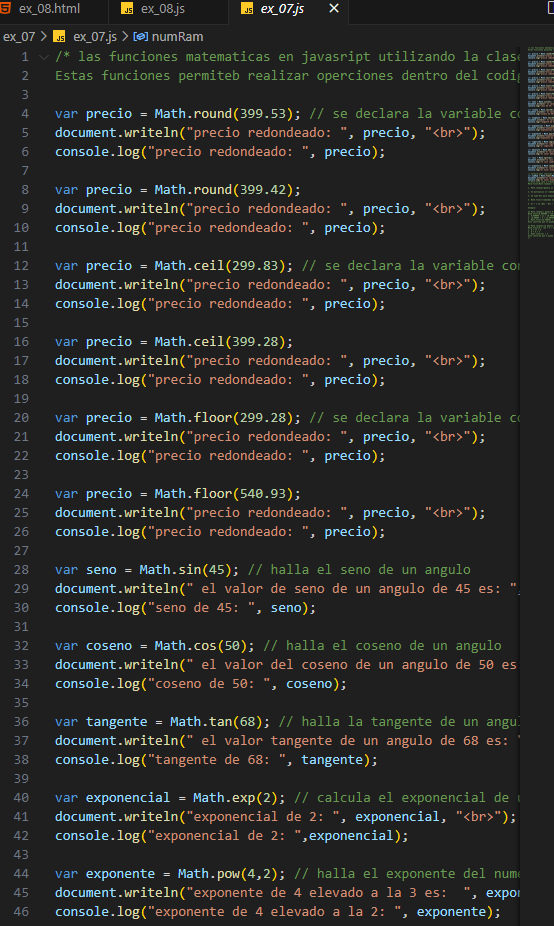 ex_08.html JS ex_08.js JS ex_07.js
ex_07 > JS ex_07.js > numRam
1 /* las funciones matematicas en javasript utilizando la clas
2 Estas funciones permiteb realizar operciones dentro del codig
3
4 var precio = Math.round(399.53); // se declara la variable co
5 document.writeln("precio redondeado: ", precio, "<br>");
6 console.log("precio redondeado: ", precio);
7
8 var precio = Math.round(399.42);
9 document.writeln("precio redondeado: ", precio, "<br>");
10 console.log("precio redondeado: ", precio);
11
12 var precio = Math.ceil(299.83); // se declara la variable con
13 document.writeln("precio redondeado: ", precio, "<br>");
14 console.log("precio redondeado: ", precio);
15
16 var precio = Math.ceil(399.28);
17 document.writeln("precio redondeado: ", precio, "<br>");
18 console.log("precio redondeado: ", precio);
19
20 var precio = Math.floor(299.28); // se declara la variable co
21 document.writeln("precio redondeado: ", precio, "<br>");
22 console.log("precio redondeado: ", precio);
23
24 var precio = Math.floor(540.93);
25 document.writeln("precio redondeado: ", precio, "<br>");
26 console.log("precio redondeado: ", precio);
27
28 var seno = Math.sin(45); // halla el seno de un angulo
29 document.writeln(" el valor de seno de un angulo de 45 es: ",
30 console.log("seno de 45: ", seno);
31
32 var coseno = Math.cos(50); // halla el coseno de un angulo
33 document.writeln(" el valor del coseno de un angulo de 50 es
34 console.log("coseno de 50: ", coseno);
35
36 var tangente = Math.tan(68); // halla la tangente de un angu
37 document.writeln(" el valor tangente de un angulo de 68 es: "
38 console.log("tangente de 68: ", tangente);
39
40 var exponencial = Math.exp(2); // calcula el exponencial de u
41 document.writeln("exponencial de 2: ", exponencial, "<br>");
42 console.log("exponencial de 2: ",exponencial);
43
44 var exponente = Math.pow(4,2); // halla el exponente del nume
45 document.writeln("exponente de 4 elevado a la 3 es:  ", expon
46 console.log("exponente de 4 elevado a la 2: ", exponente);